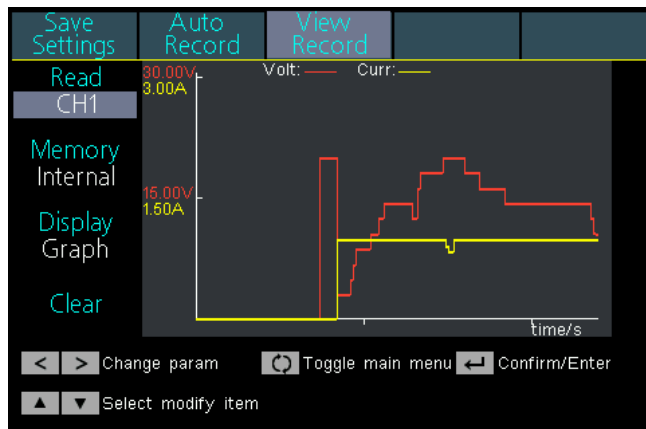 Save
Settings
Auto
Record
View
Record
Read
CH1
Memory
Internal
Display
Graph
Clear
30.00V
3.00A
Volt:
Curr:
15.00V
1.50A
time/s
< > Change param
Toggle main menu
Confirm/Enter
▲ ▼ Select modify item